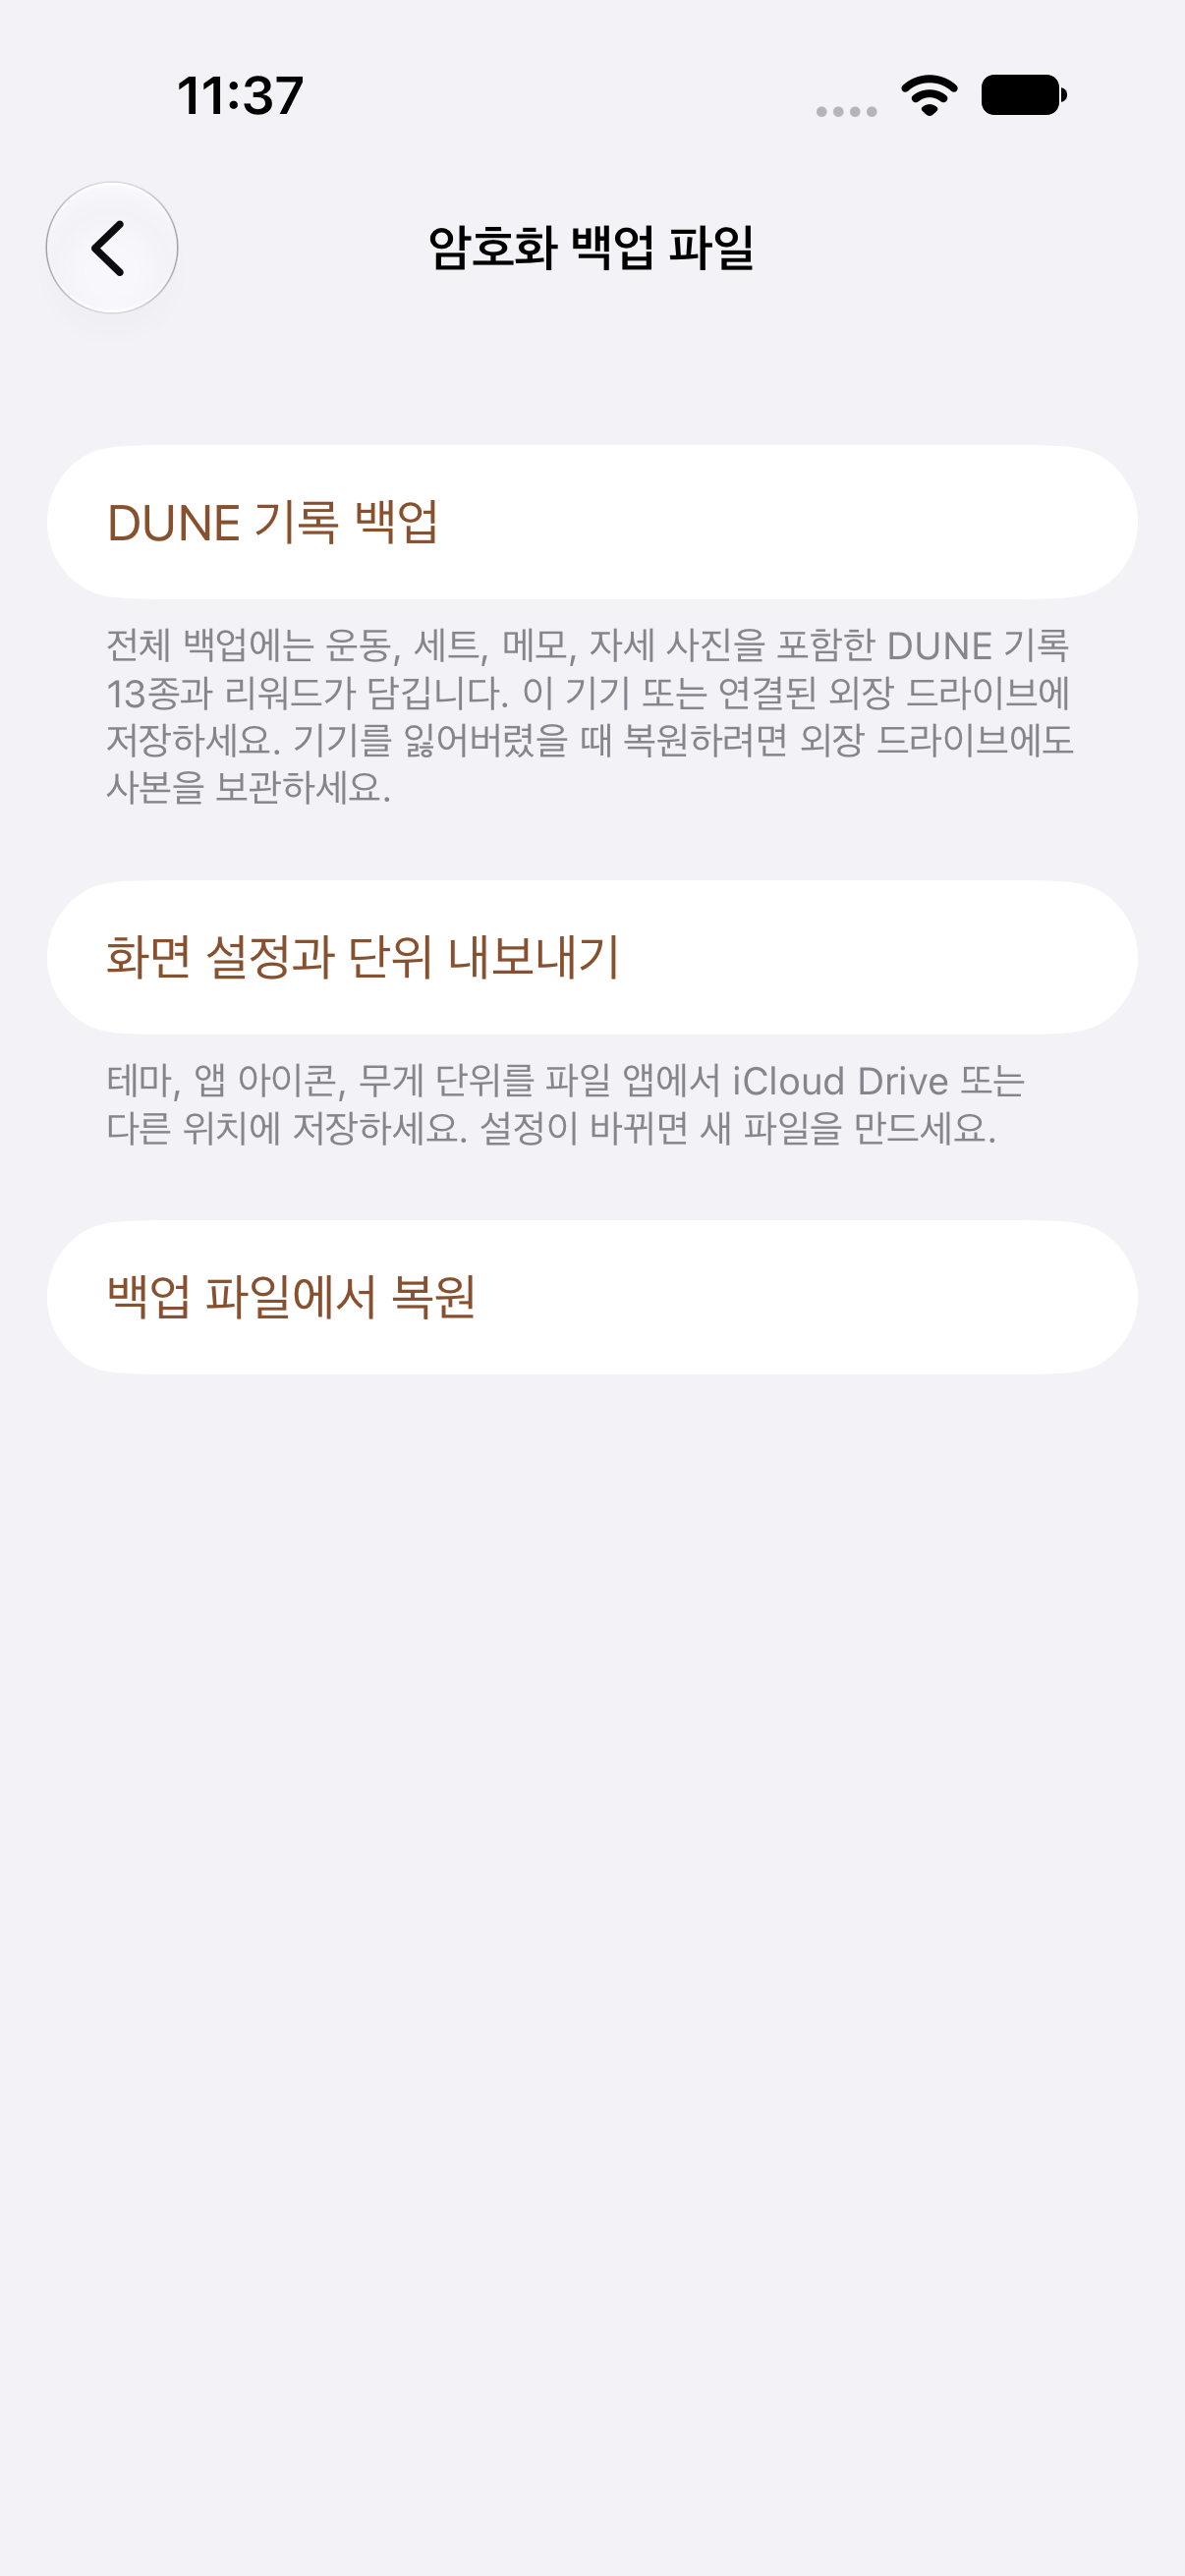 11:37
암호화 백업 파일
DUNE 기록 백업
전체 백업에는 운동, 세트, 메모, 자세 사진을 포함한 DUNE 기록
13종과 리워드가 담깁니다. 이 기기 또는 연결된 외장 드라이브에
저장하세요. 기기를 잃어버렸을 때 복원하려면 외장 드라이브에도
사본을 보관하세요.
화면 설정과 단위 내보내기
테마, 앱 아이콘, 무게 단위를 파일 앱에서 iCloud Drive 또는
다른 위치에 저장하세요. 설정이 바뀌면 새 파일을 만드세요.
백업 파일에서 복원